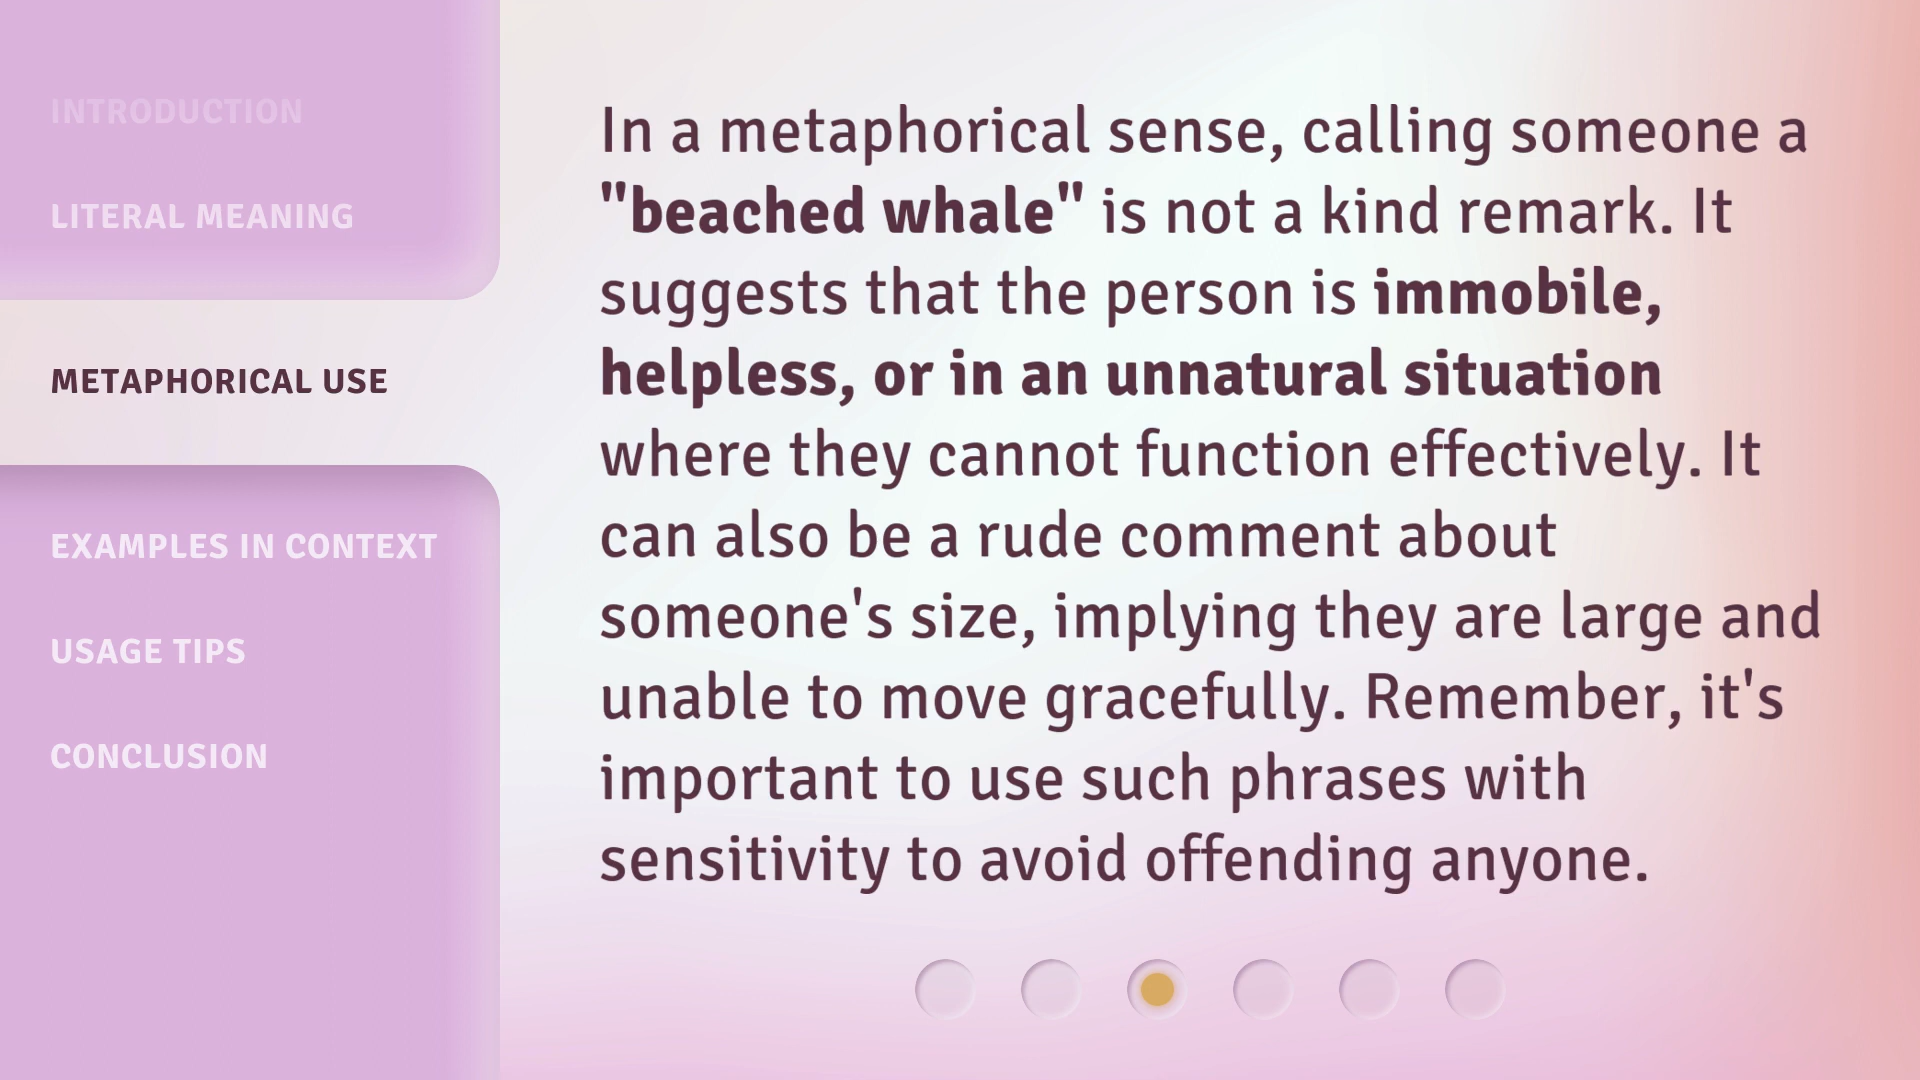 INTRODUCTION
LITERAL MEANING
METAPHORICAL USE
EXAMPLES IN CONTEXT
USAGE TIPS
CONCLUSION
In a metaphorical sense, calling someone a
"beached whale" is not a kind remark. It
suggests that the person is immobile,
helpless, or in an unnatural situation
where they cannot function effectively. It
can also be a rude comment about
someone's size, implying they are large and
unable to move gracefully. Remember, it's
important to use such phrases with
sensitivity to avoid offending anyone.